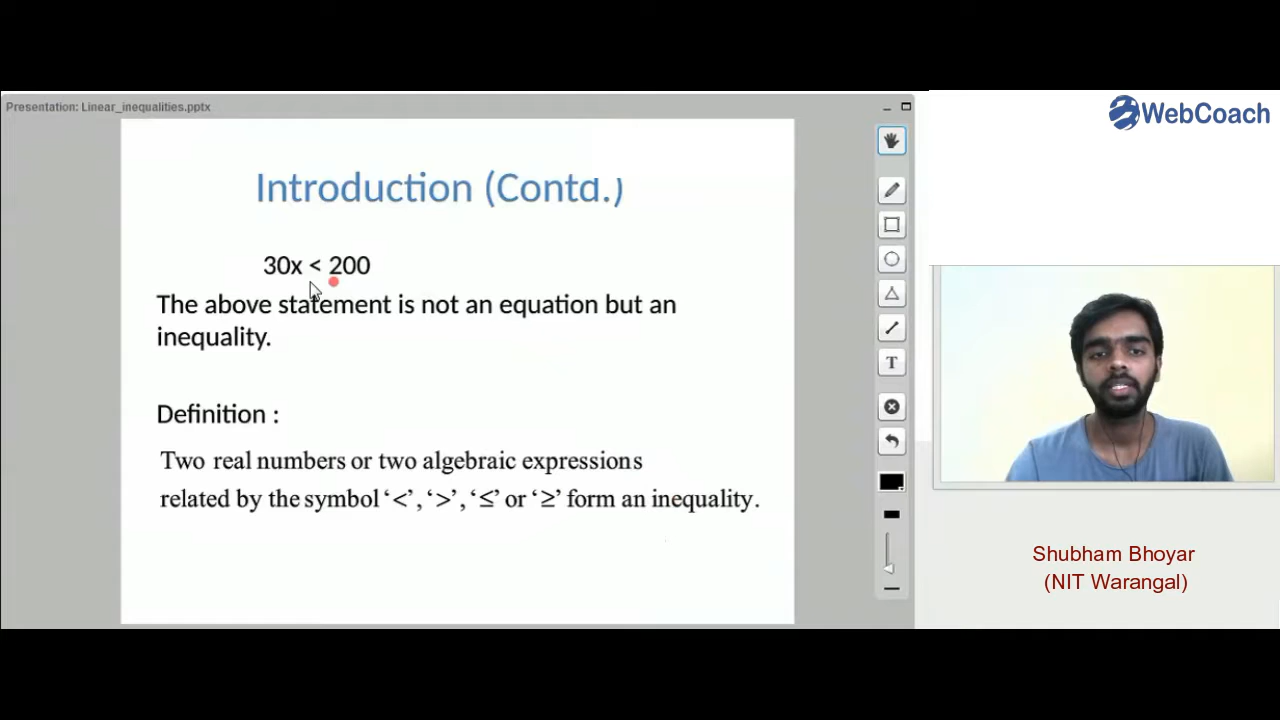 Presentation: Linear_inequalities.pptx
WebCoach
Introduction (Contd.)
30x < 200
The above statement is not an equation but an
inequality.
Definition :
Two real numbers or two algebraic expressions
related by the symbol ‘<’, ‘>’, ‘≤’ or ‘≥’ form an inequality.
T
Shubham Bhoyar
(NIT Warangal)